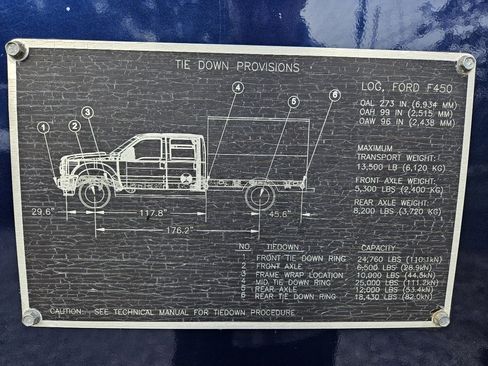 TIE DOWN PROVISIONS
LOG, FORD F450
OAL 273 IN (6,934 MM)
OAH 99 IN (2,515 MM)
OAW 96 IN (2,438 MM)
MAXIMUM
TRANSPORT WEIGHT:
13,500 LB (6,120 KG)
FRONT AXLE WEIGHT:
5,300 LBS (2,400 KG)
REAR AXLE WEIGHT:
8,200 LBS (3,720 KG)
1 2 3 4 5 6
29.6" 117.8" 45.6"
176.2"
NO. TIEDOWN CAPACITY
1 FRONT TIE DOWN RING 24,760 LBS (110.1kN)
2 FRONT AXLE 6,500 LBS (28.9kN)
3 FRAME WRAP LOCATION 10,000 LBS (44.5kN)
4 MID TIE DOWN RING 25,000 LBS (111.2kN)
5 REAR AXLE 12,000 LBS (53.4kN)
6 REAR TIE DOWN RING 18,430 LBS (82.0kN)
CAUTION: SEE TECHNICAL MANUAL FOR TIEDOWN PROCEDURE